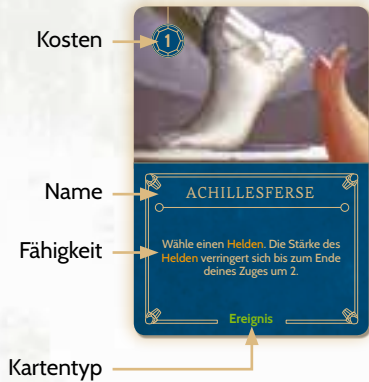 Kosten
1
Name
ACHILLESFERSE
Fähigkeit
Wähle einen Helden. Die Stärke des
Helden verringert sich bis zum Ende
deines Zuges um 2.
Ereignis
Kartentyp